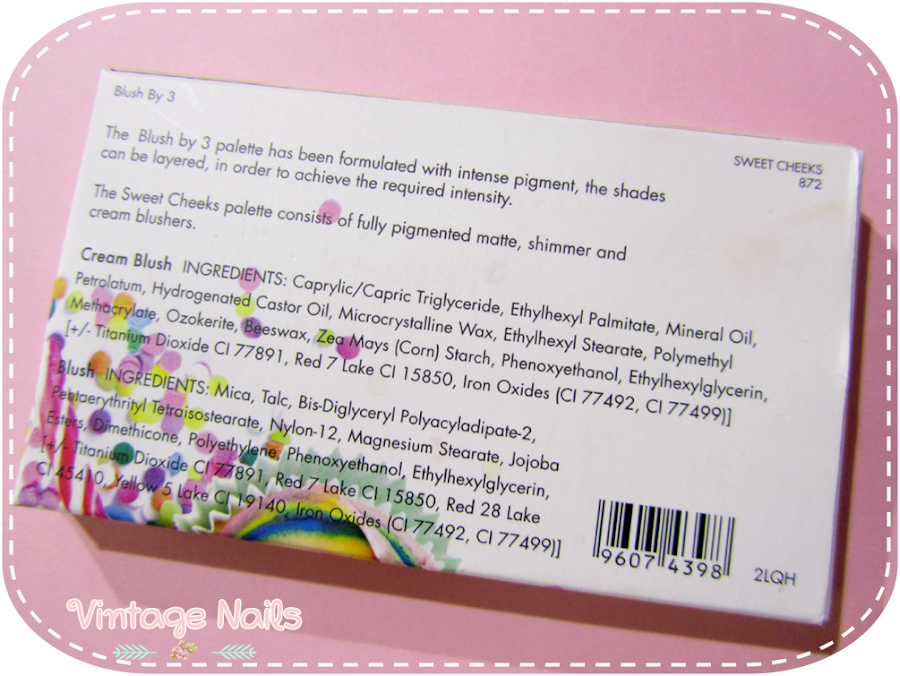 Blush By 3
SWEET CHEEKS
872
The Blush by 3 palette has been formulated with intense pigment, the shades
can be layered, in order to achieve the required intensity.
The Sweet Cheeks palette consists of fully pigmented matte, shimmer and
cream blushers.
Cream Blush INGREDIENTS: Caprylic/Capric Triglyceride, Ethylhexyl Palmitate, Mineral Oil,
Petrolatum, Hydrogenated Castor Oil, Microcrystalline Wax, Ethylhexyl Stearate, Polymethyl
Methacrylate, Ozokerite, Beeswax, Zea Mays (Corn) Starch, Phenoxyethanol, Ethylhexylglycerin,
[+/- Titanium Dioxide CI 77891, Red 7 Lake CI 15850, Iron Oxides (CI 77492, CI 77499)]
Blush INGREDIENTS: Mica, Talc, Bis-Diglyceryl Polyacyladipate-2,
Pentaerythrityl Tetraisostearate, Nylon-12, Magnesium Stearate, Jojoba
Esters, Dimethicone, Polyethylene, Phenoxyethanol, Ethylhexylglycerin,
[+/- Titanium Dioxide CI 77891, Red 7 Lake CI 15850, Red 28 Lake
CI 45410, Yellow 5 Lake CI 19140, Iron Oxides (CI 77492, CI 77499)]
9607 4398
2LQH
Vintage Nails